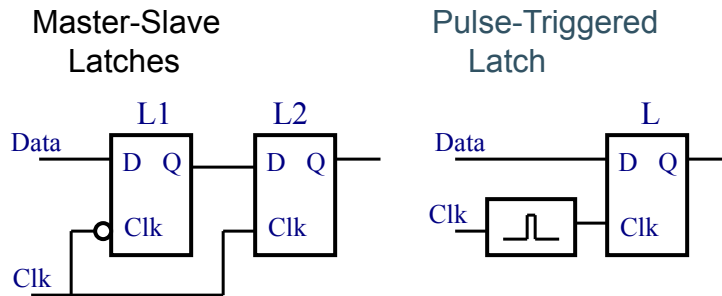 Master-Slave
Latches
Pulse-Triggered
Latch
L1
L2
L
Data
D Q
Clk
D Q
Clk
Clk
Data
D Q
Clk
Clk